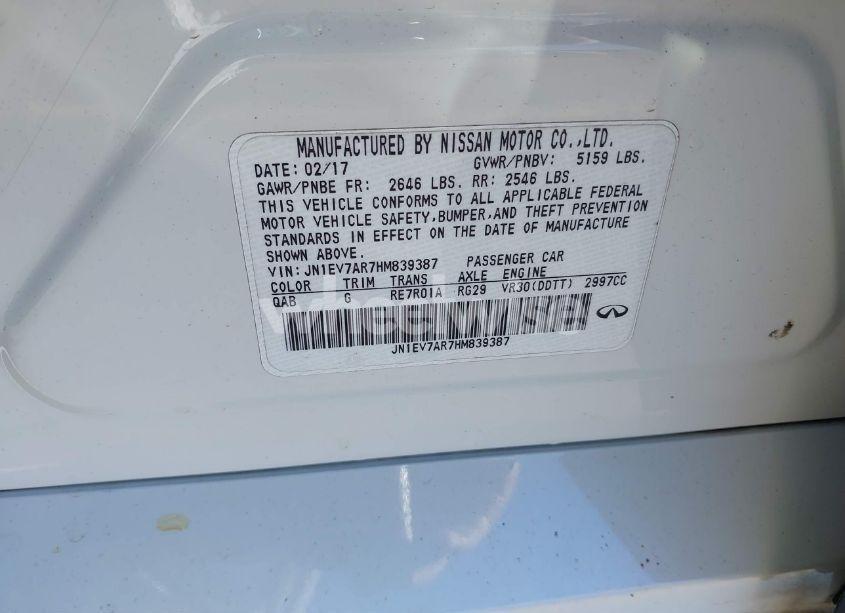 MANUFACTURED BY NISSAN MOTOR CO.,LTD.
DATE: 02/17 GVWR/PNBV: 5159 LBS.
GAWR/PNBE FR: 2646 LBS. RR: 2546 LBS.
THIS VEHICLE CONFORMS TO ALL APPLICABLE FEDERAL
MOTOR VEHICLE SAFETY,BUMPER,AND THEFT PREVENTION
STANDARDS IN EFFECT ON THE DATE OF MANUFACTURE
SHOWN ABOVE.
VIN: JN1EV7AR7HM839387 PASSENGER CAR
COLOR TRIM TRANS AXLE ENGINE
QAB G RE7R01A RG29 VR30(DDTT) 2997CC
JN1EV7AR7HM839387